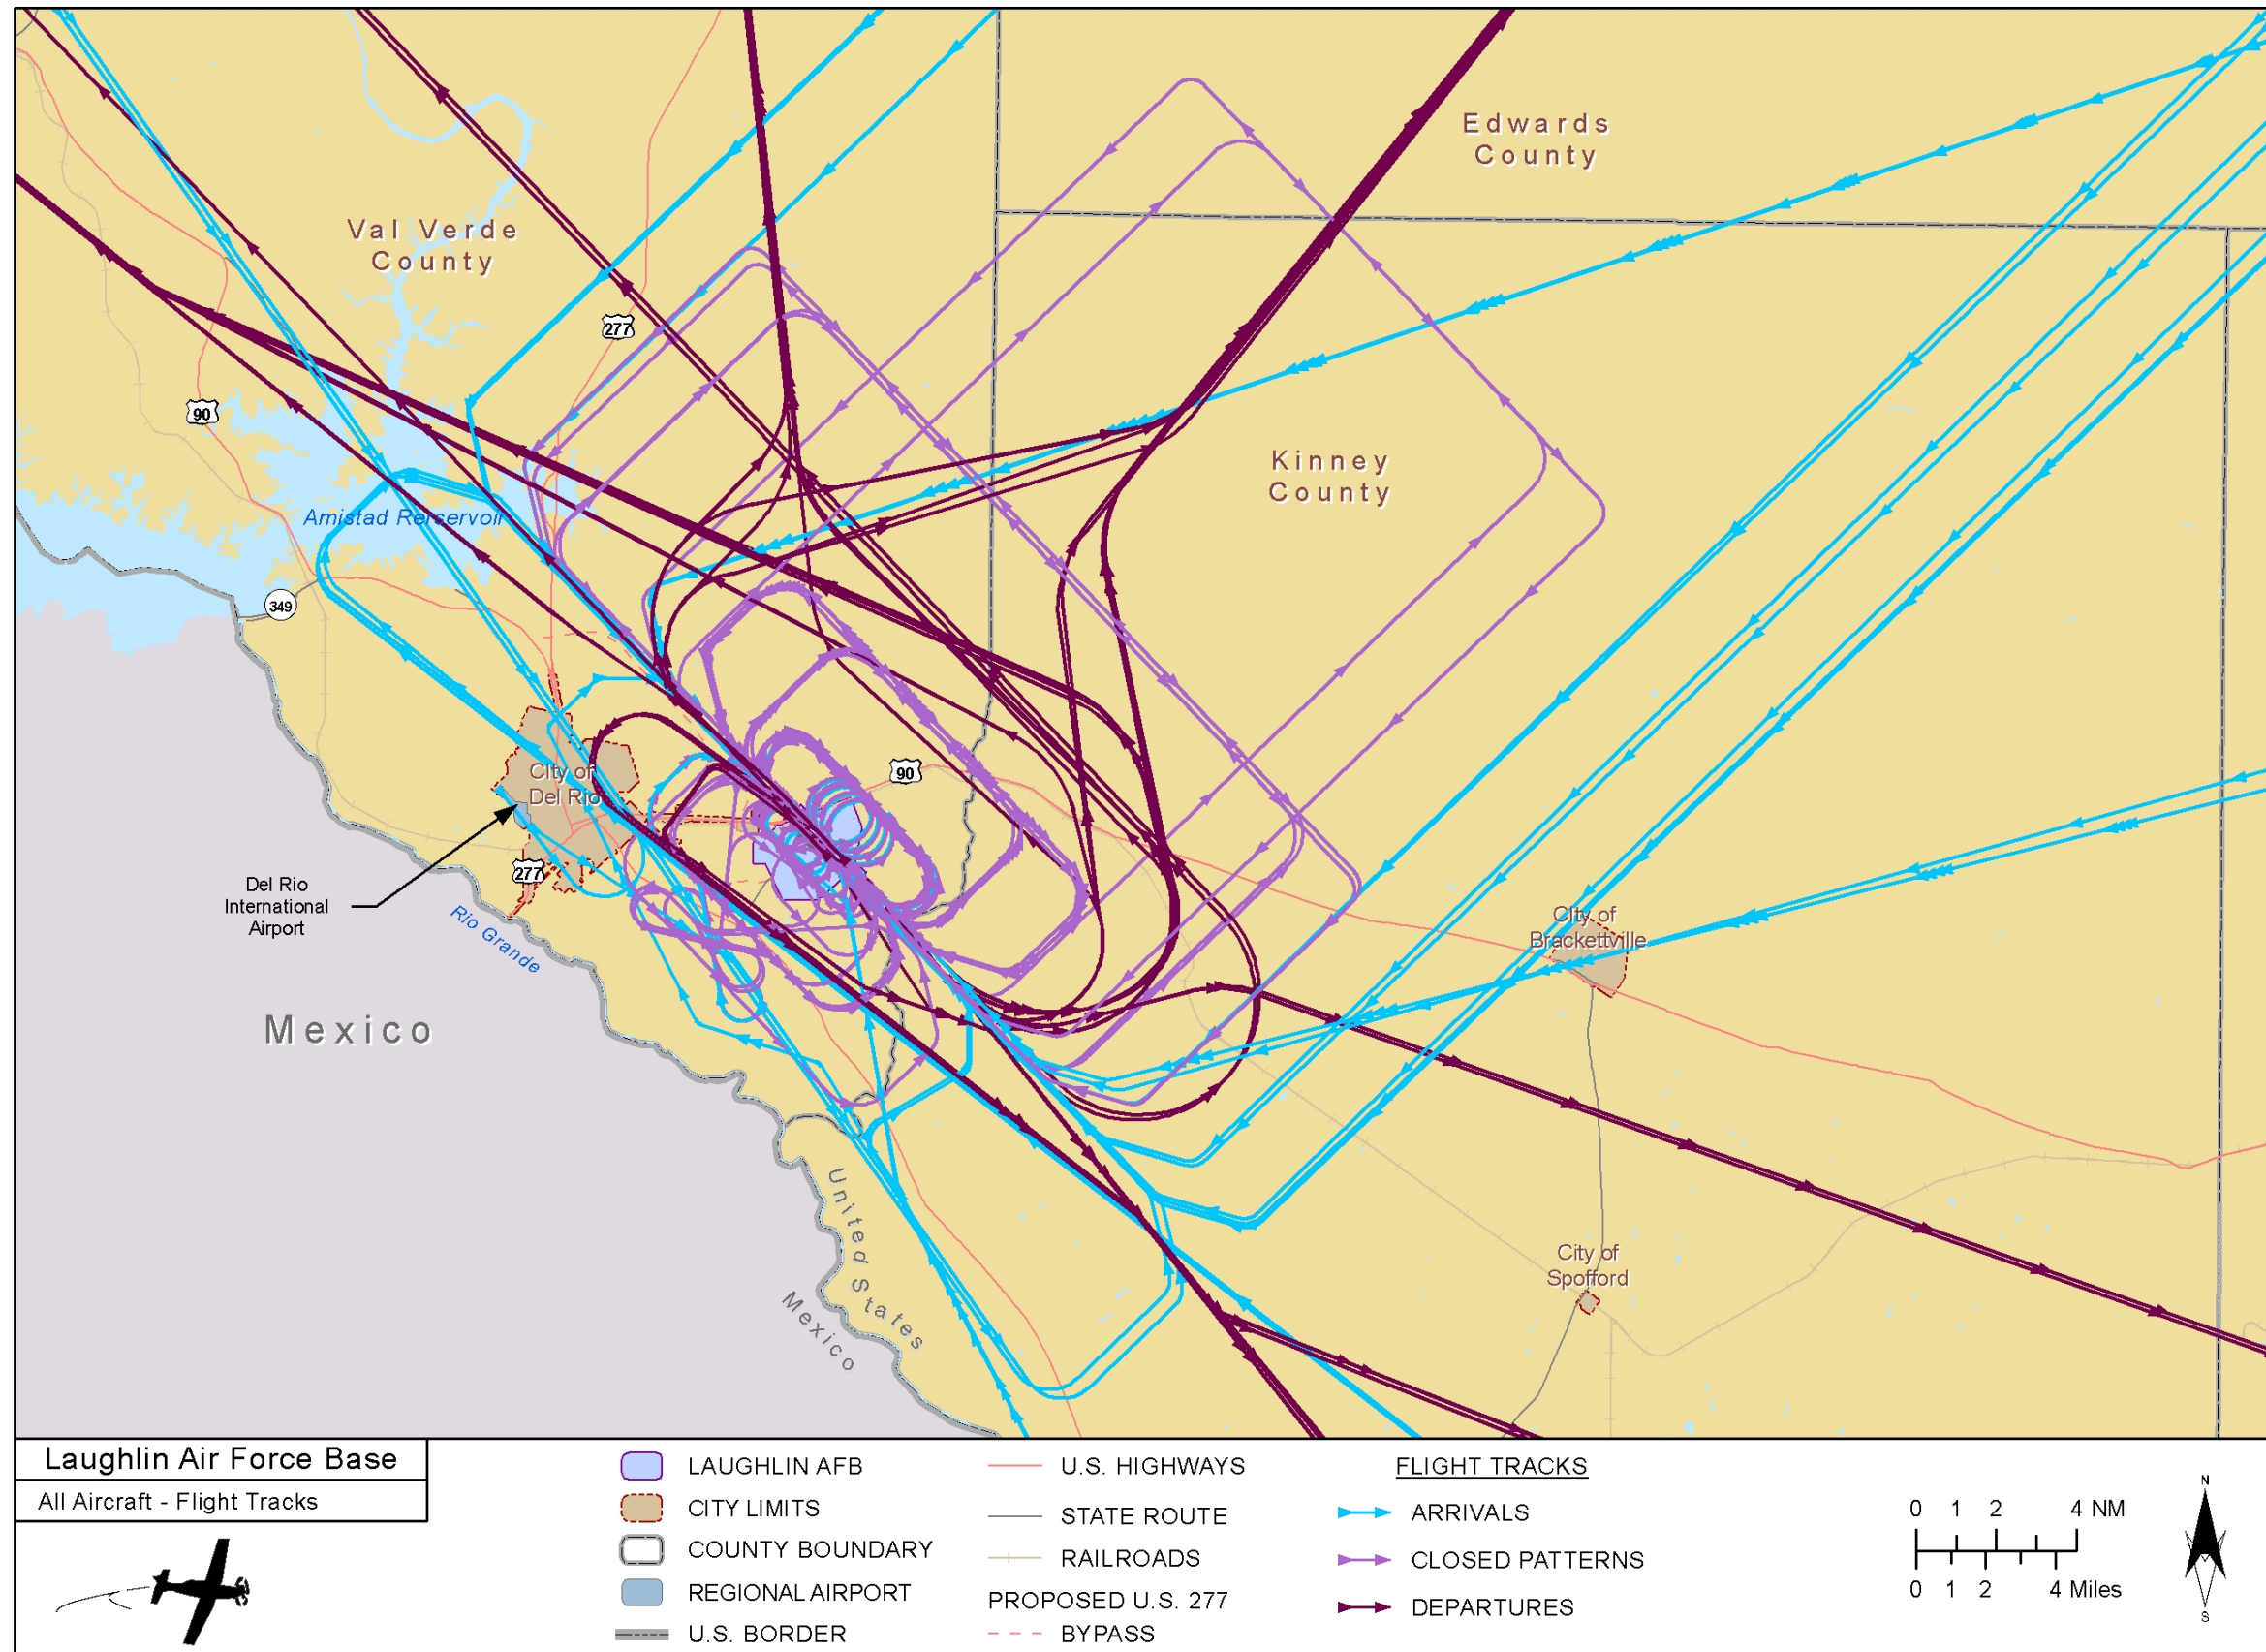 Edwards
County
Val Verde
County
277
90
Kinney
County
Amistad Rerservoir
349
City of
Del Rio
90
277
Del Rio
International
Airport
Rio Grande
City of
Brackettville
Mexico
United States
Mexico
City of
Spofford
Laughlin Air Force Base
All Aircraft - Flight Tracks
LAUGHLIN AFB
CITY LIMITS
COUNTY BOUNDARY
REGIONAL AIRPORT
U.S. BORDER
U.S. HIGHWAYS
STATE ROUTE
RAILROADS
PROPOSED U.S. 277
BYPASS
FLIGHT TRACKS
ARRIVALS
CLOSED PATTERNS
DEPARTURES
0 1 2 4 NM
0 1 2 4 Miles
N
S